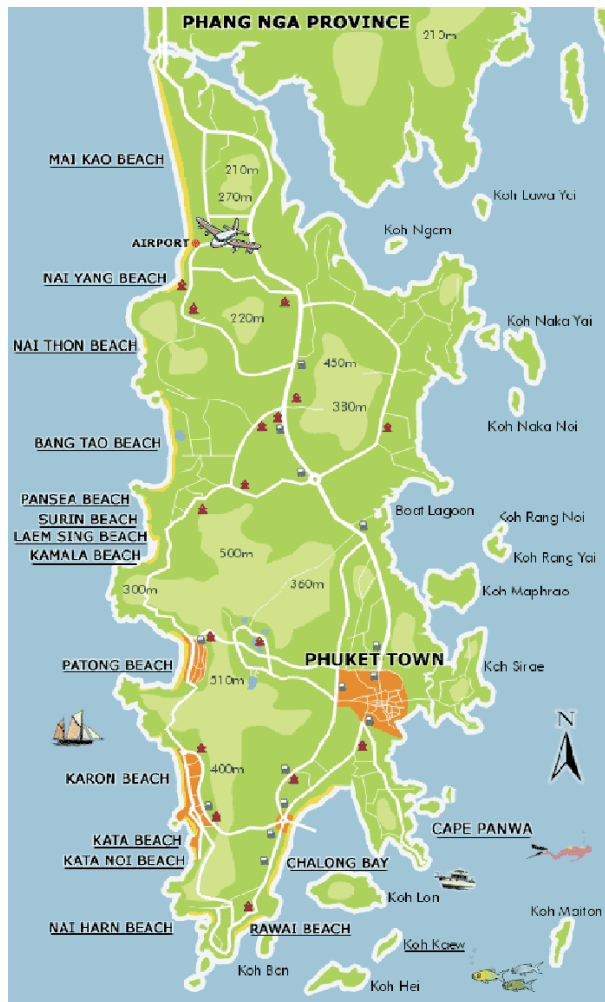 PHANG NGA PROVINCE
210m
MAI KAO BEACH
210m
270m
Koh Lawa Yai
Koh Ngam
AIRPORT
NAI YANG BEACH
220m
Koh Naka Yai
NAI THON BEACH
450m
380m
Koh Naka Noi
BANG TAO BEACH
PANSEA BEACH
SURIN BEACH
LAEM SING BEACH
KAMALA BEACH
Boat Lagoon
Koh Rang Noi
Koh Rang Yai
500m
360m
300m
Koh Maphrao
PATONG BEACH
PHUKET TOWN
Koh Sirae
510m
N
400m
KARON BEACH
CAPE PANWA
KATA BEACH
KATA NOI BEACH
CHALONG BAY
Koh Lon
NAI HARN BEACH
RAWAI BEACH
Koh Maiton
Koh Kaew
Koh Bon
Koh Hei